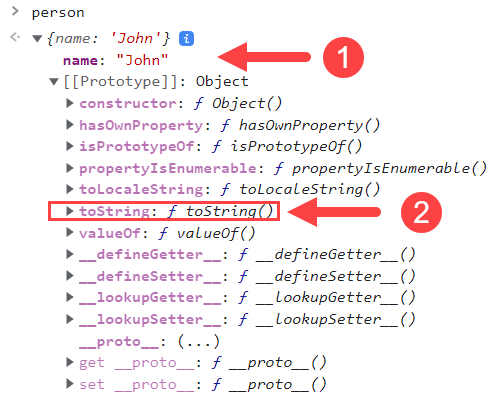 person
{name: 'John'} i
name: "John" 1
[[Prototype]]: Object
constructor: ƒ Object()
hasOwnProperty: ƒ hasOwnProperty()
isPrototypeOf: ƒ isPrototypeOf()
propertyIsEnumerable: ƒ propertyIsEnumerable()
toLocaleString: ƒ toLocaleString()
toString: ƒ toString() 2
valueOf: ƒ valueOf()
__defineGetter__: ƒ __defineGetter__()
__defineSetter__: ƒ __defineSetter__()
__lookupGetter__: ƒ __lookupGetter__()
__lookupSetter__: ƒ __lookupSetter__()
__proto__: (...)
get __proto__: ƒ __proto__()
set __proto__: ƒ __proto__()